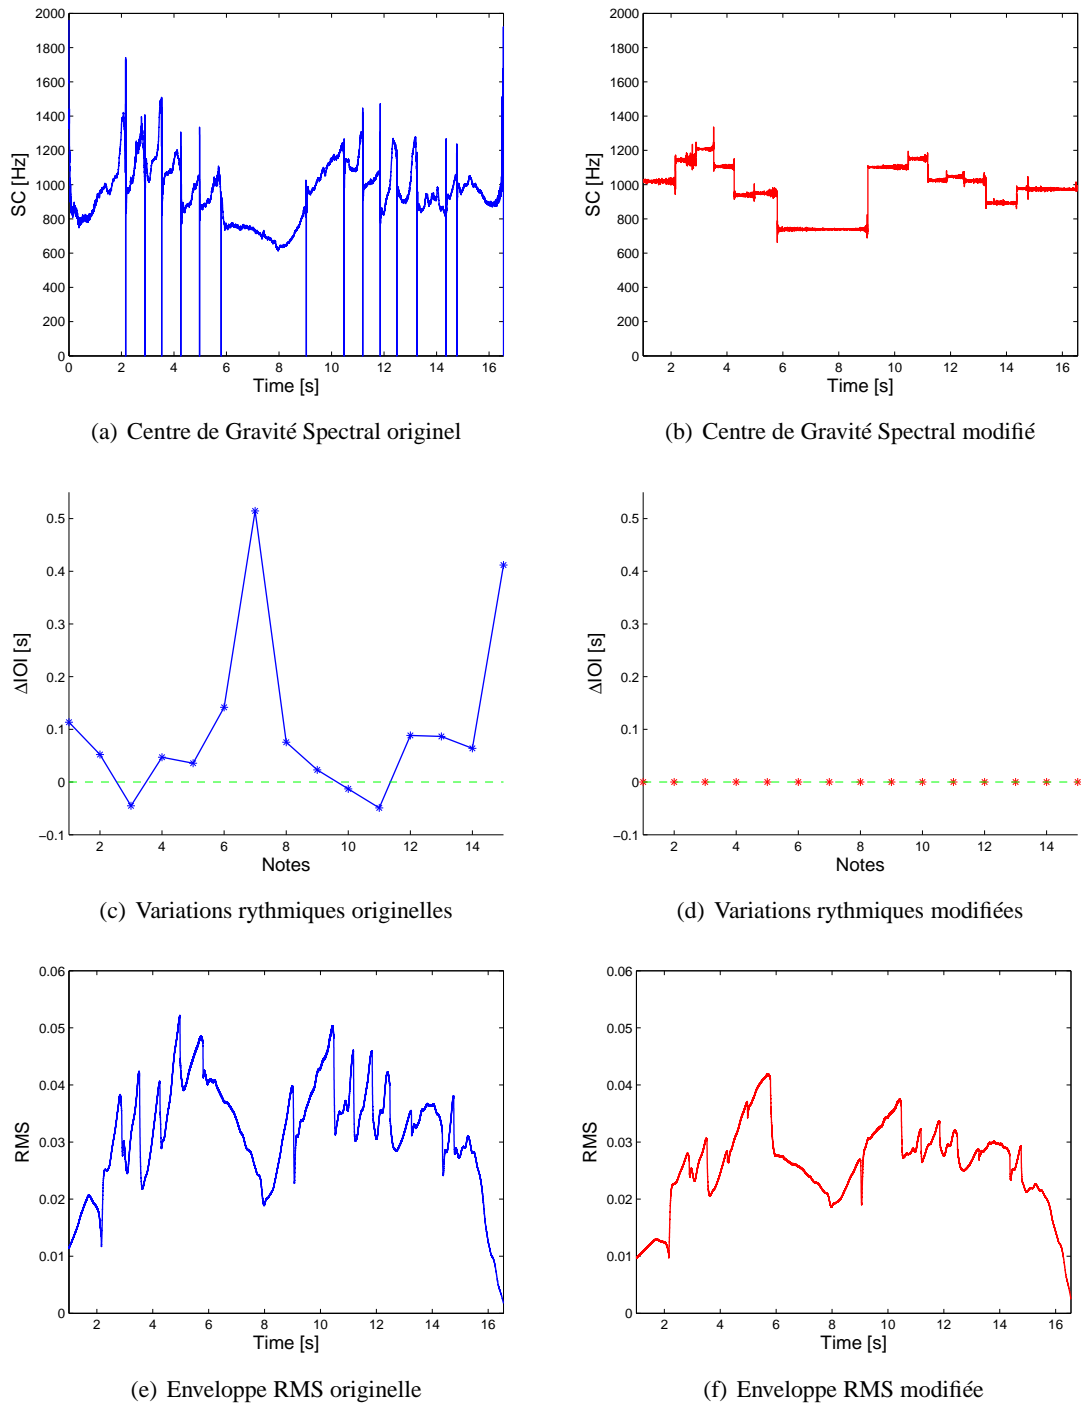 2000
1800
1600
1400
1200
1000
800
600
400
200
0
SC [Hz]
0 2 4 6 8 10 12 14 16
Time [s]
(a) Centre de Gravité Spectral originel
2000
1800
1600
1400
1200
1000
800
600
400
200
0
SC [Hz]
2 4 6 8 10 12 14 16
Time [s]
(b) Centre de Gravité Spectral modifié
0.5
0.4
0.3
0.2
0.1
0
−0.1
ΔIOI [s]
2 4 6 8 10 12 14
Notes
(c) Variations rythmiques originelles
0.5
0.4
0.3
0.2
0.1
0
−0.1
ΔIOI [s]
2 4 6 8 10 12 14
Notes
(d) Variations rythmiques modifiées
0.06
0.05
0.04
0.03
0.02
0.01
0
RMS
2 4 6 8 10 12 14 16
Time [s]
(e) Enveloppe RMS originelle
0.06
0.05
0.04
0.03
0.02
0.01
0
RMS
2 4 6 8 10 12 14 16
Time [s]
(f) Enveloppe RMS modifiée